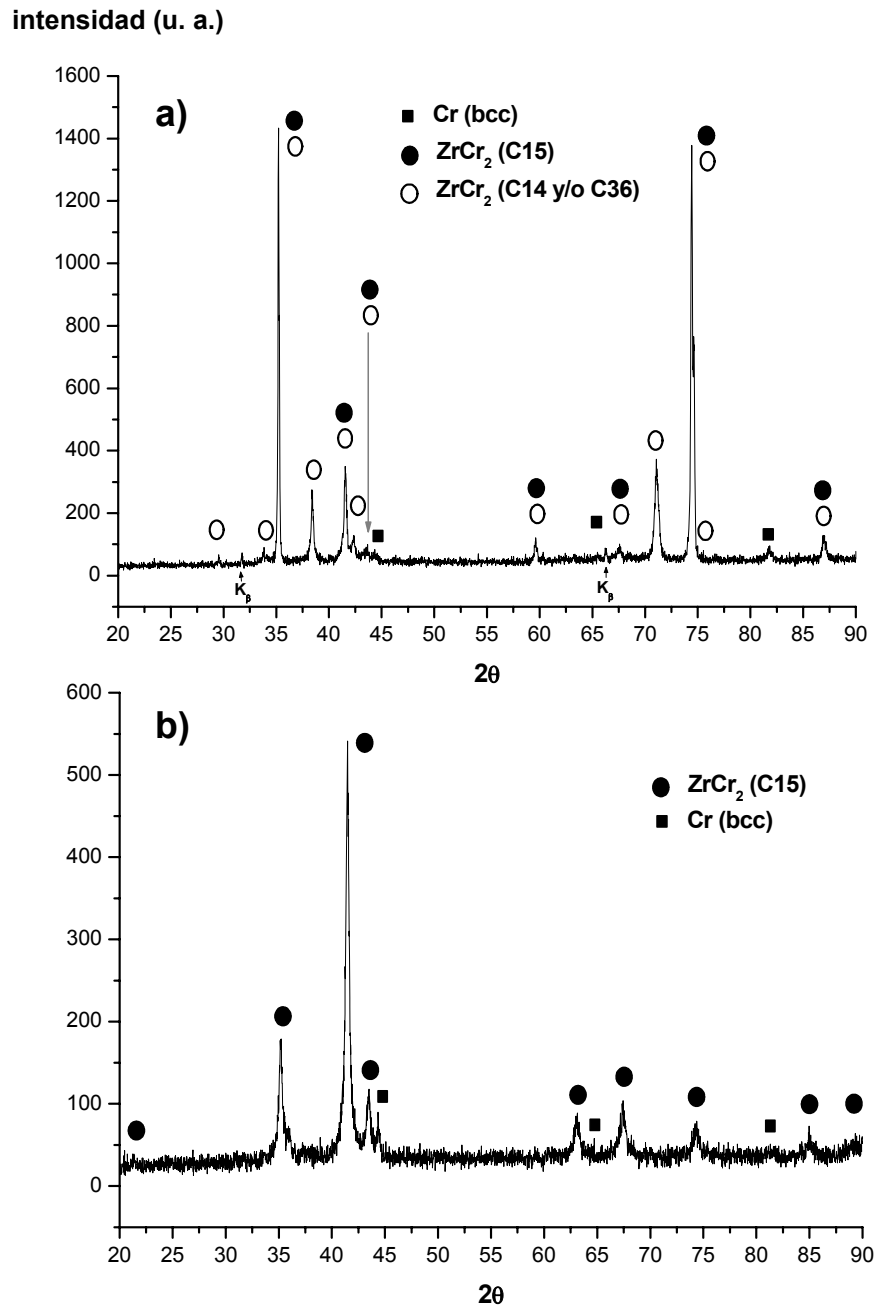 intensidad (u. a.)
1600
1400
1200
1000
800
600
400
200
0
a)
■ Cr (bcc)
● ZrCr₂ (C15)
○ ZrCr₂ (C14 y/o C36)
Kβ
Kβ
20 25 30 35 40 45 50 55 60 65 70 75 80 85 90
2θ
600
500
400
300
200
100
0
b)
● ZrCr₂ (C15)
■ Cr (bcc)
20 25 30 35 40 45 50 55 60 65 70 75 80 85 90
2θ